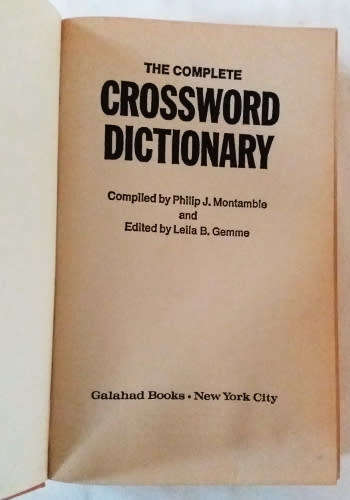 THE COMPLETE
CROSSWORD
DICTIONARY
Compiled by Philip J. Montamble
and
Edited by Leila B. Gemme
Galahad Books • New York City